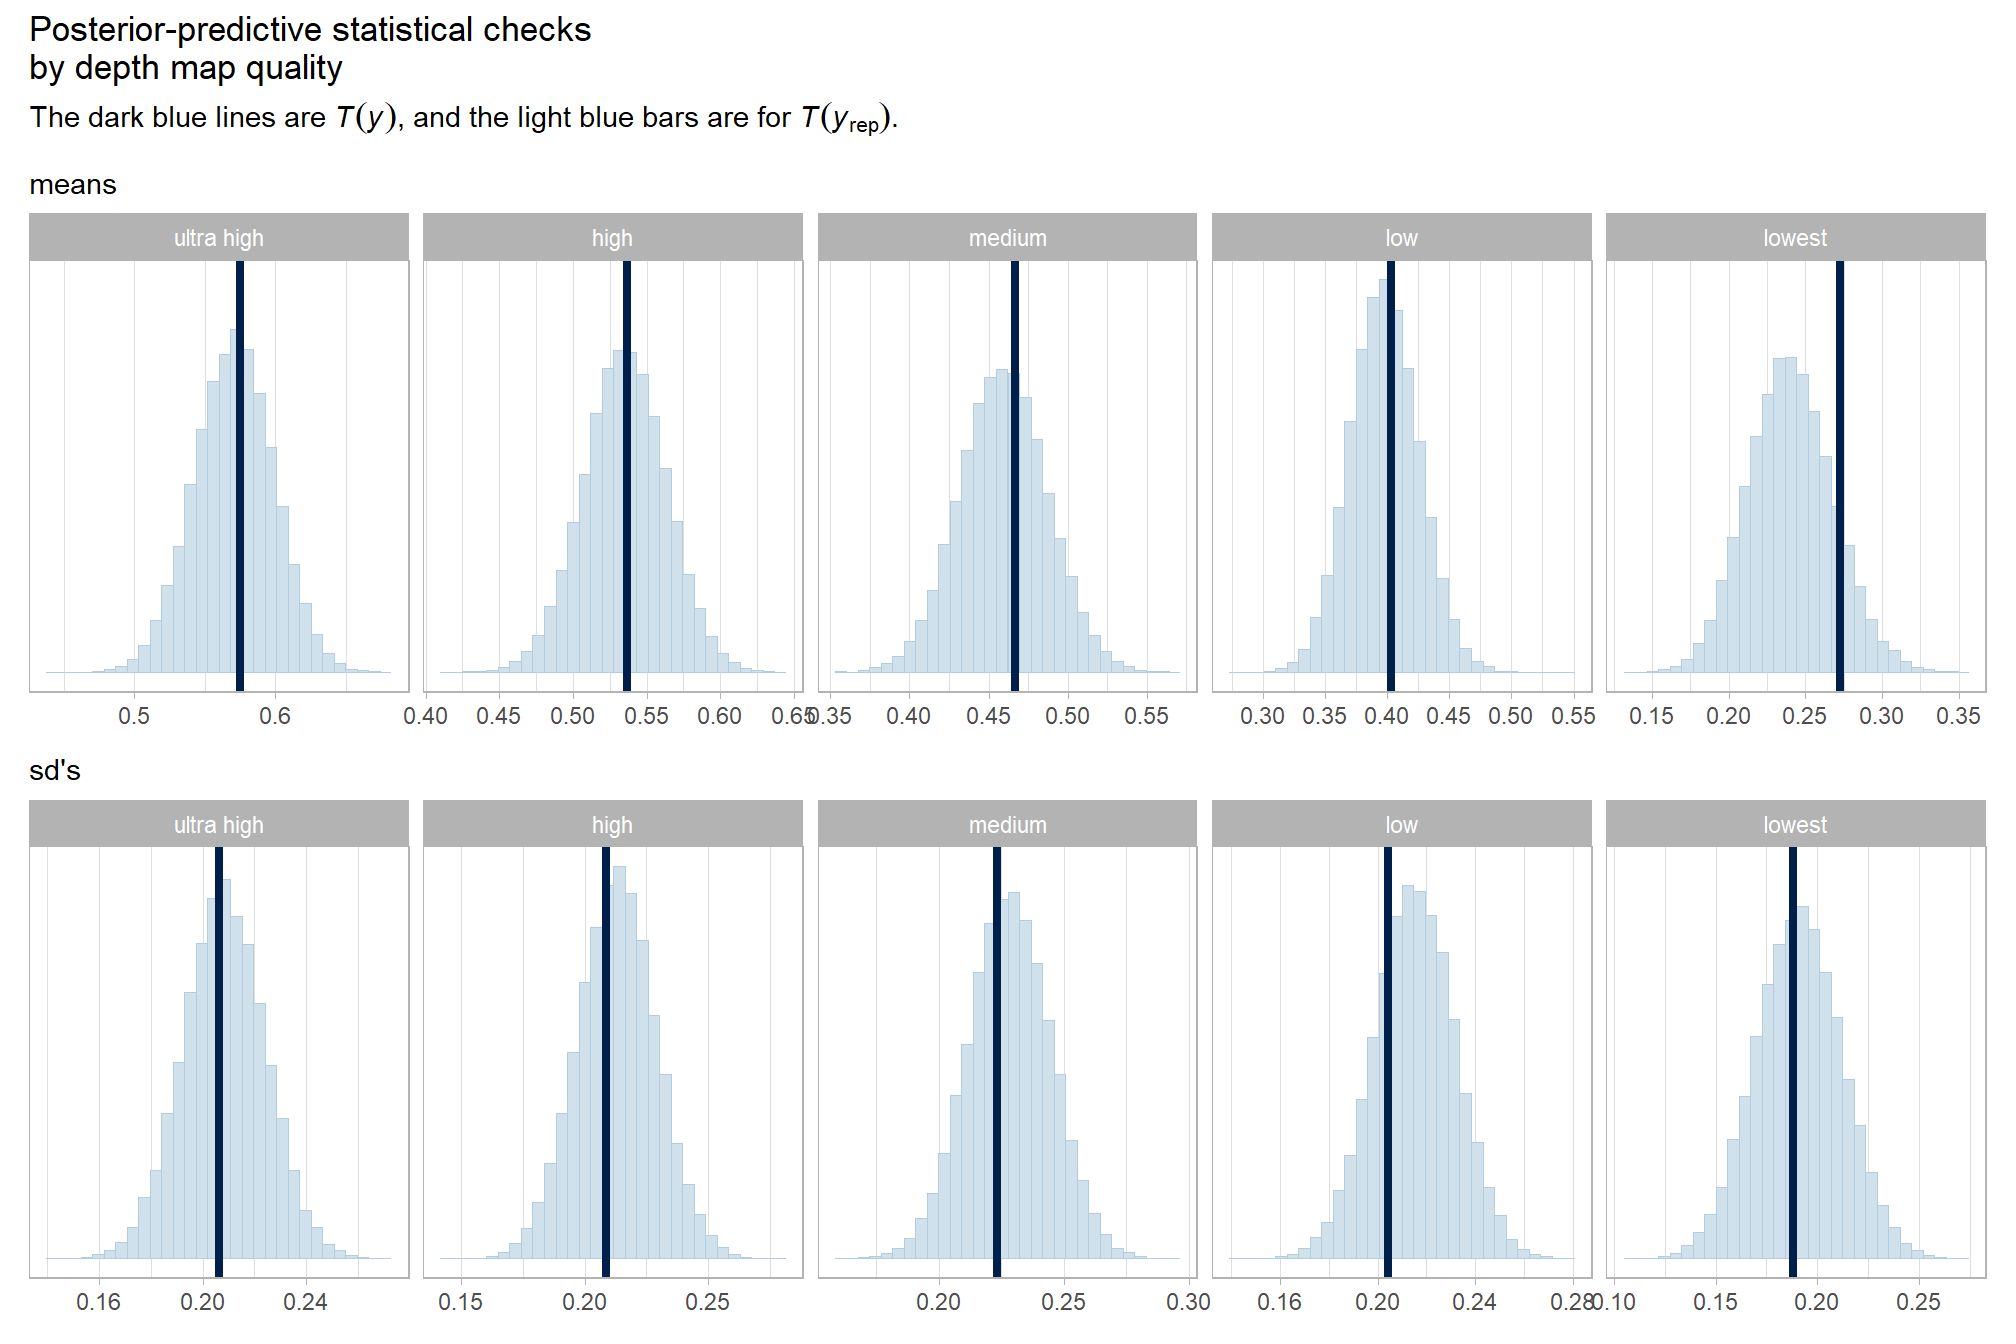 Posterior-predictive statistical checks
by depth map quality
The dark blue lines are T(y), and the light blue bars are for T(y_rep).
means
ultra high high medium low lowest
0.5 0.6 0.40 0.45 0.50 0.55 0.60 0.65 0.35 0.40 0.45 0.50 0.55 0.30 0.35 0.40 0.45 0.50 0.55 0.15 0.20 0.25 0.30 0.35
sd's
ultra high high medium low lowest
0.16 0.20 0.24 0.15 0.20 0.25 0.20 0.25 0.30 0.16 0.20 0.24 0.28 0.10 0.15 0.20 0.25